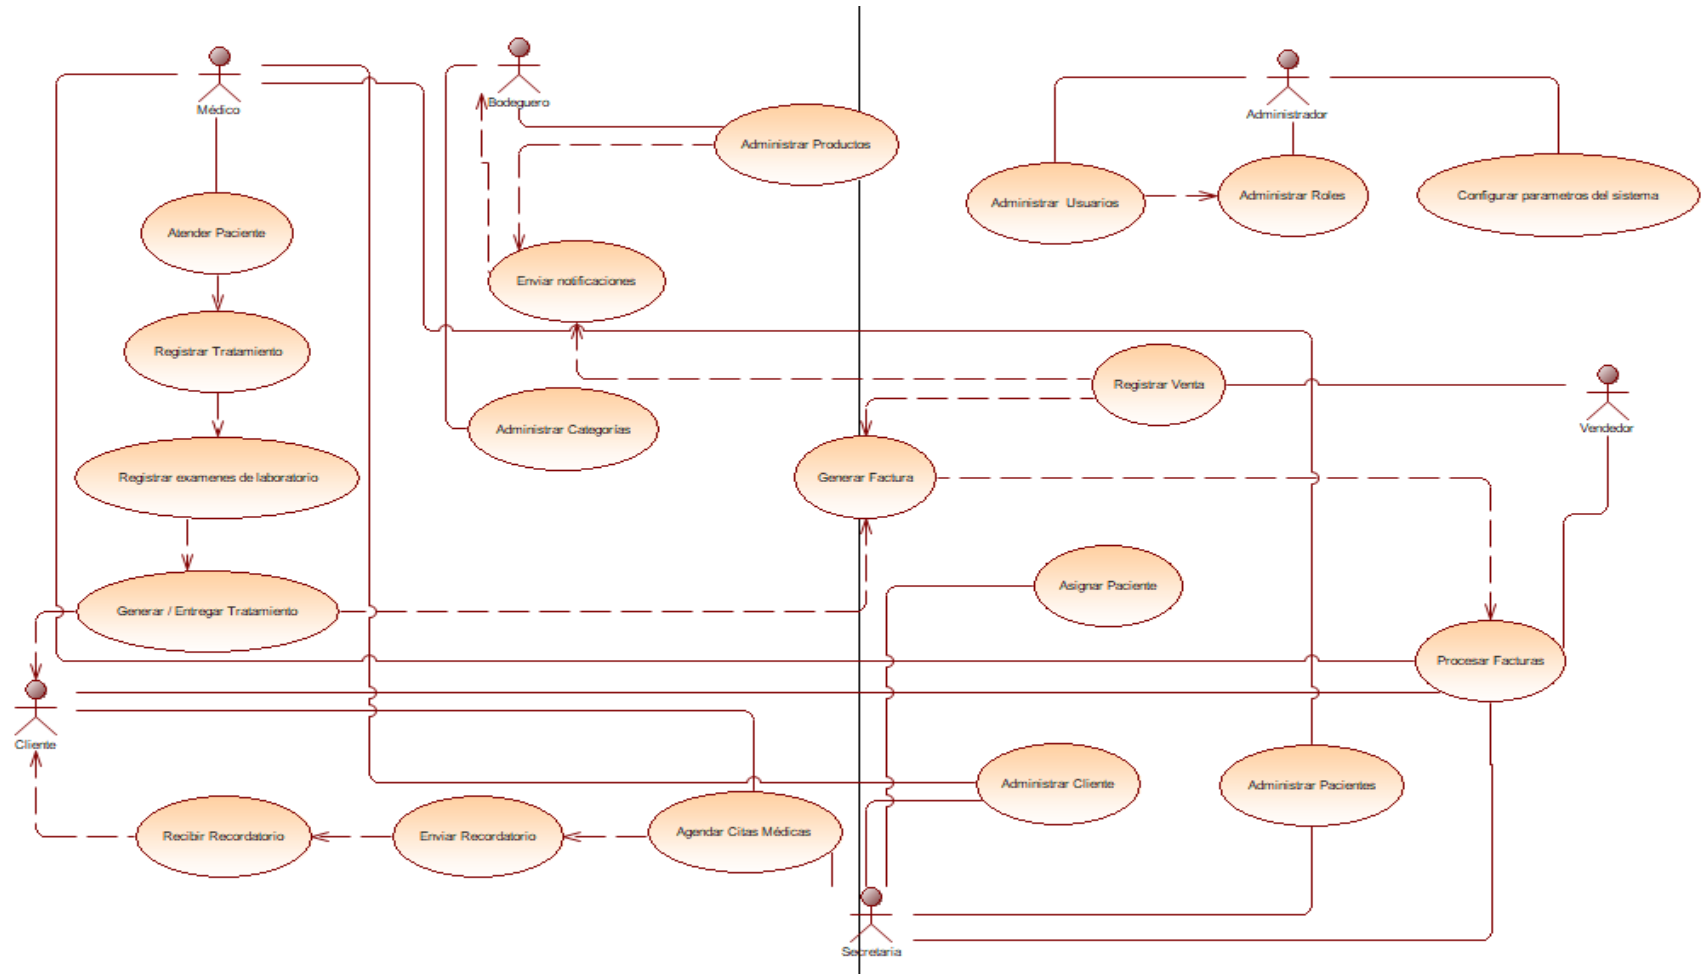 Médico
Bodeguero
Administrador
Administrar Productos
Administrar Usuarios
Administrar Roles
Configurar parametros del sistema
Atender Paciente
Enviar notificaciones
Registrar Tratamiento
Registrar Venta
Vendedor
Administrar Categorías
Registrar examenes de laboratorio
Generar Factura
Asignar Paciente
Generar / Entregar Tratamiento
Procesar Facturas
Cliente
Administrar Cliente
Administrar Pacientes
Recibir Recordatorio
Enviar Recordatorio
Agendar Citas Médicas
Secretaria